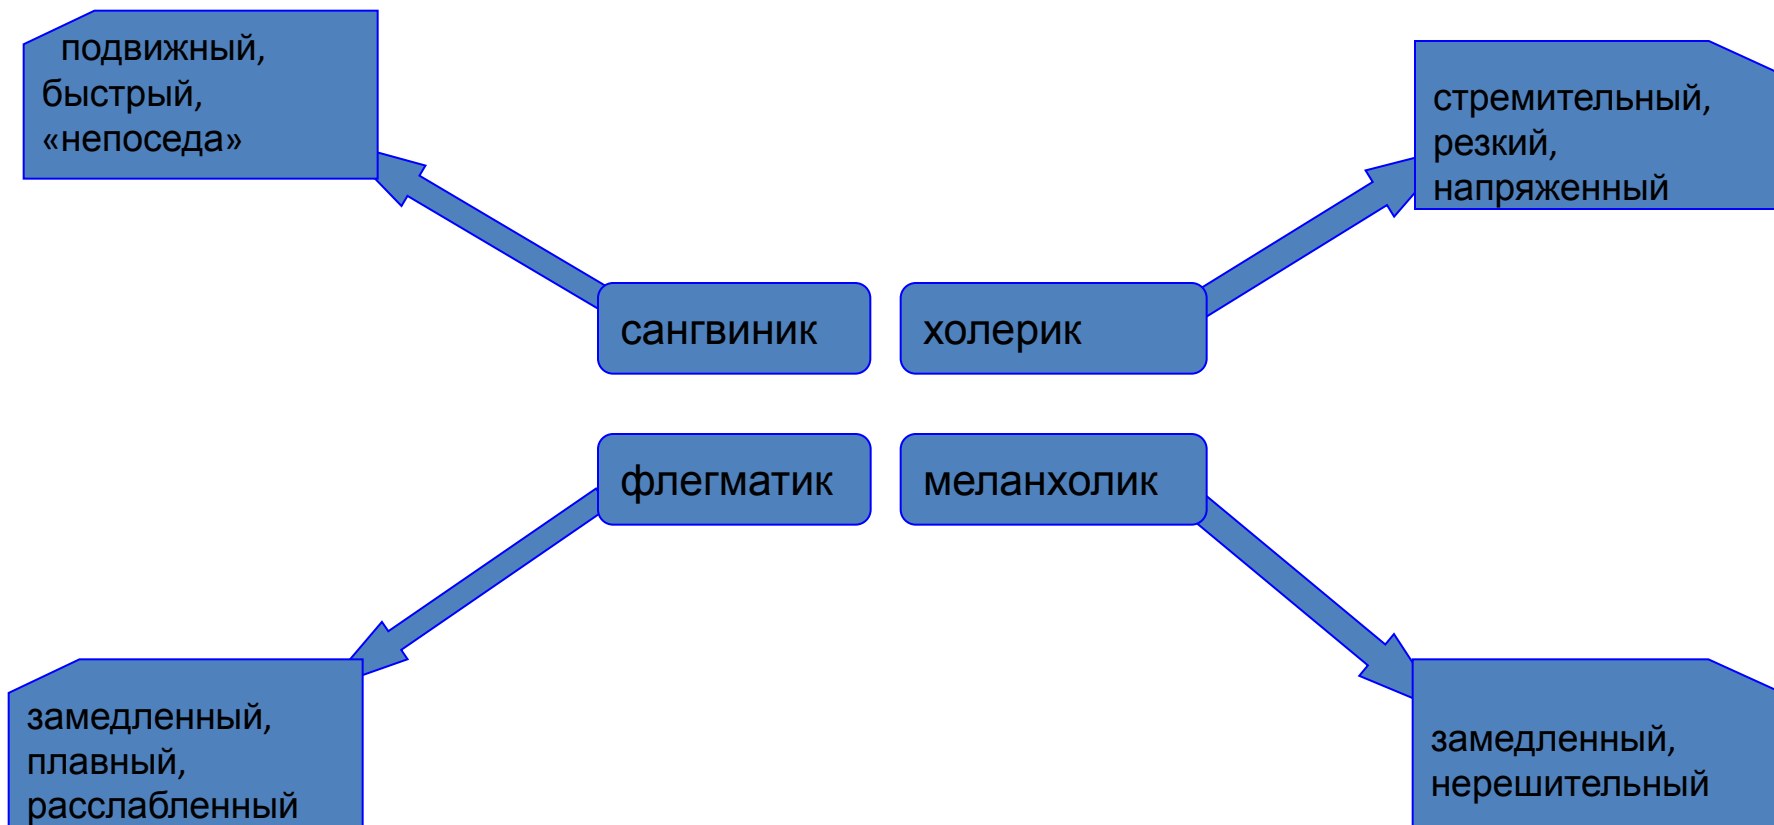 подвижный,
быстрый,
«непоседа»
стремительный,
резкий,
напряженный
сангвиник
холерик
флегматик
меланхолик
замедленный,
плавный,
расслабленный
замедленный,
нерешительный